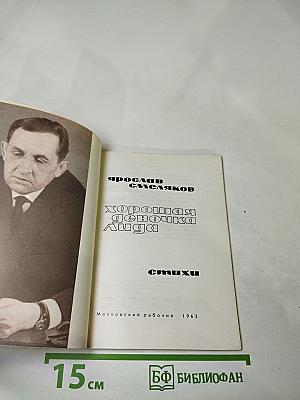 ярослав
смеляков
хорошая
девочка
лида
стихи
Московский рабочий 1963
15 см
БФ БИБЛИОФАН